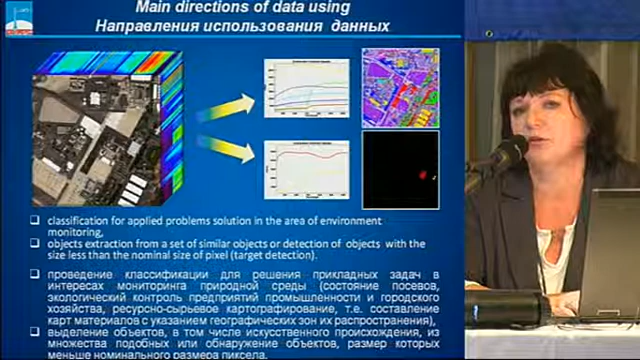 Main directions of data using
Направления использования данных
classification for applied problems solution in the area of environment
monitoring,
objects extraction from a set of similar objects or detection of objects with the
size less than the nominal size of pixel (target detection).
проведение классификации для решения прикладных задач в
интересах мониторинга природной среды (состояние посевов,
экологический контроль предприятий промышленности и городского
хозяйства, ресурсно-сырьевое картографирование, т.е. составление
карт материалов с указанием географических зон их распространения),
выделение объектов, в том числе искусственного происхождения, из
множества подобных или обнаружение объектов, размер которых
меньше номинального размера пиксела.